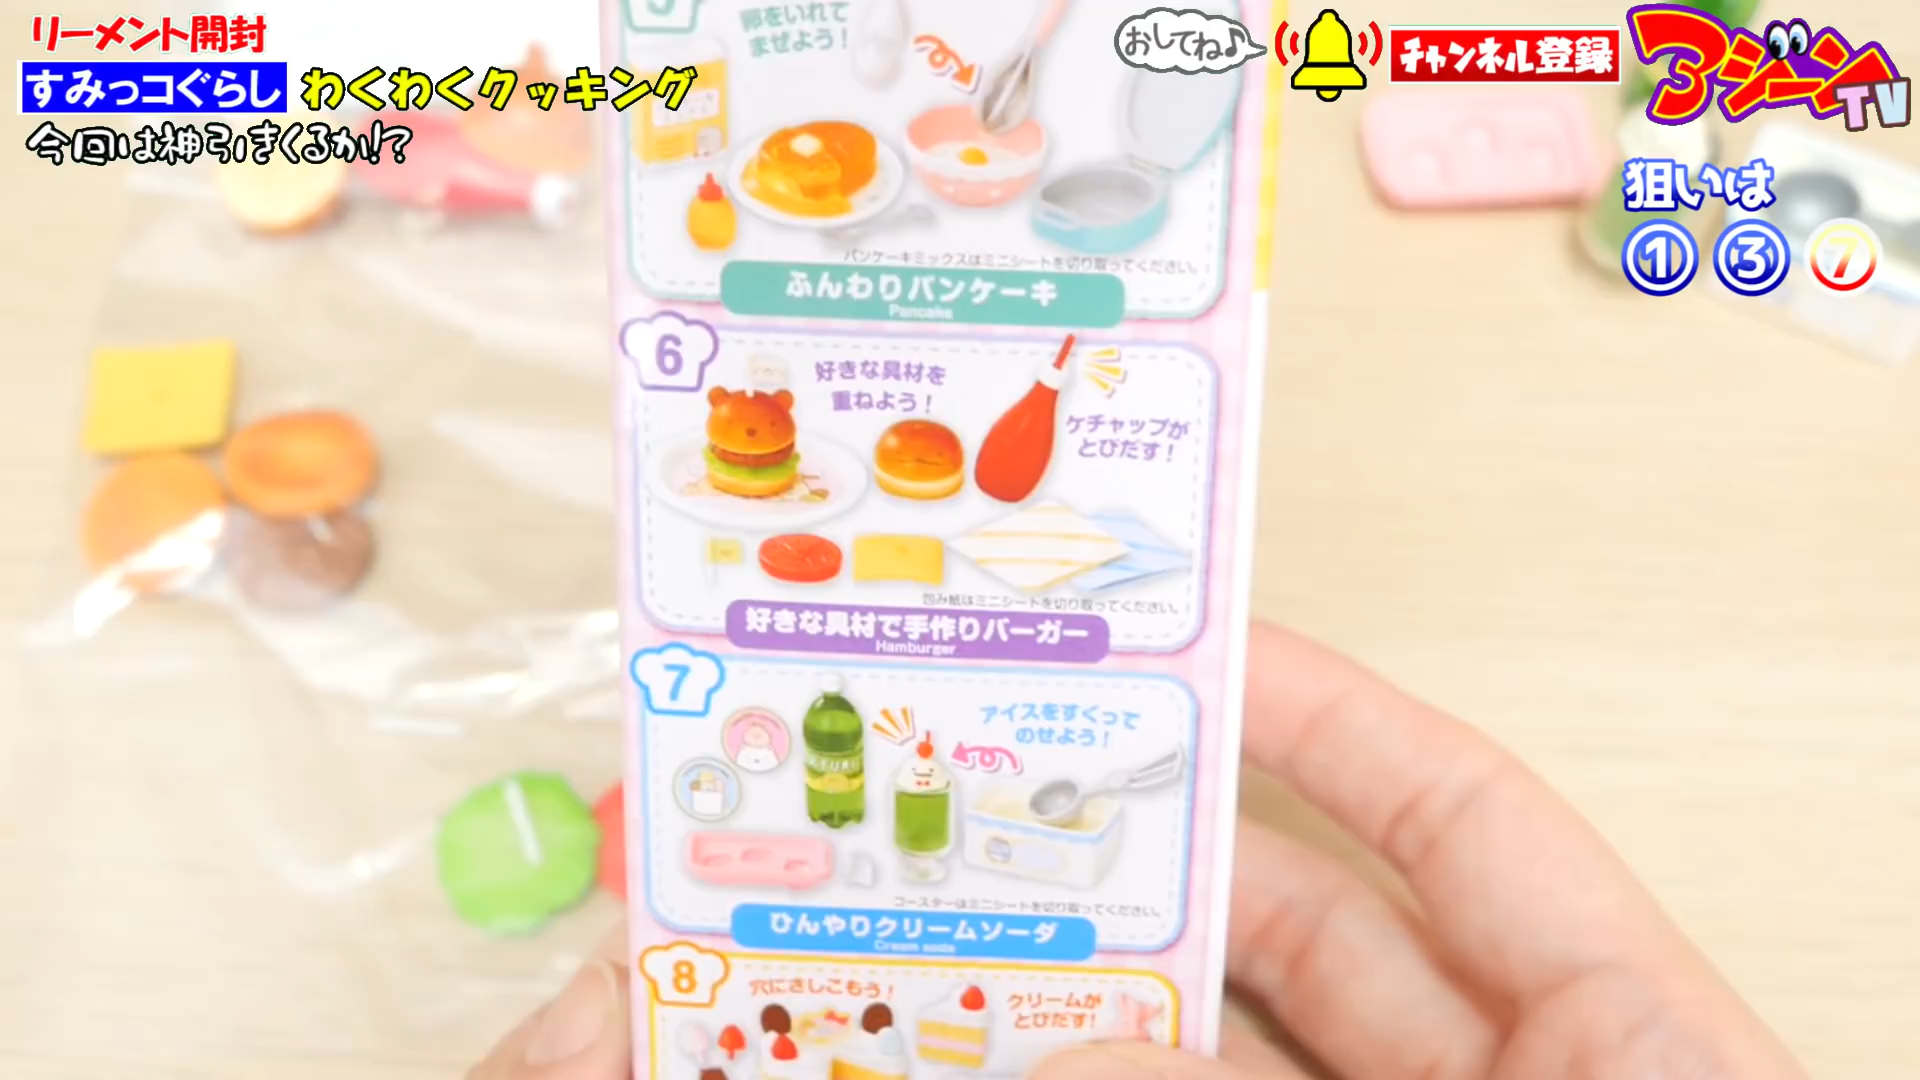 リーメント開封
すみっコぐらし わくわくクッキング
今回は神引きくるか!?
おしてね♪
チャンネル登録
アジーンTV
狙いは
① ③ ⑦
5
卵をいれて
まぜよう！
パンケーキミックスはミニシートを切り取ってください。
ふんわりパンケーキ
Pancake
6
好きな具材を
重ねよう！
ケチャップが
とびだす！
包み紙はミニシートを切り取ってください。
好きな具材で手作りバーガー
Hamburger
7
アイスをすくって
のせよう！
コースターはミニシートを切り取ってください。
ひんやりクリームソーダ
Cream soda
8
穴にさしこもう！
クリームが
とびだす！